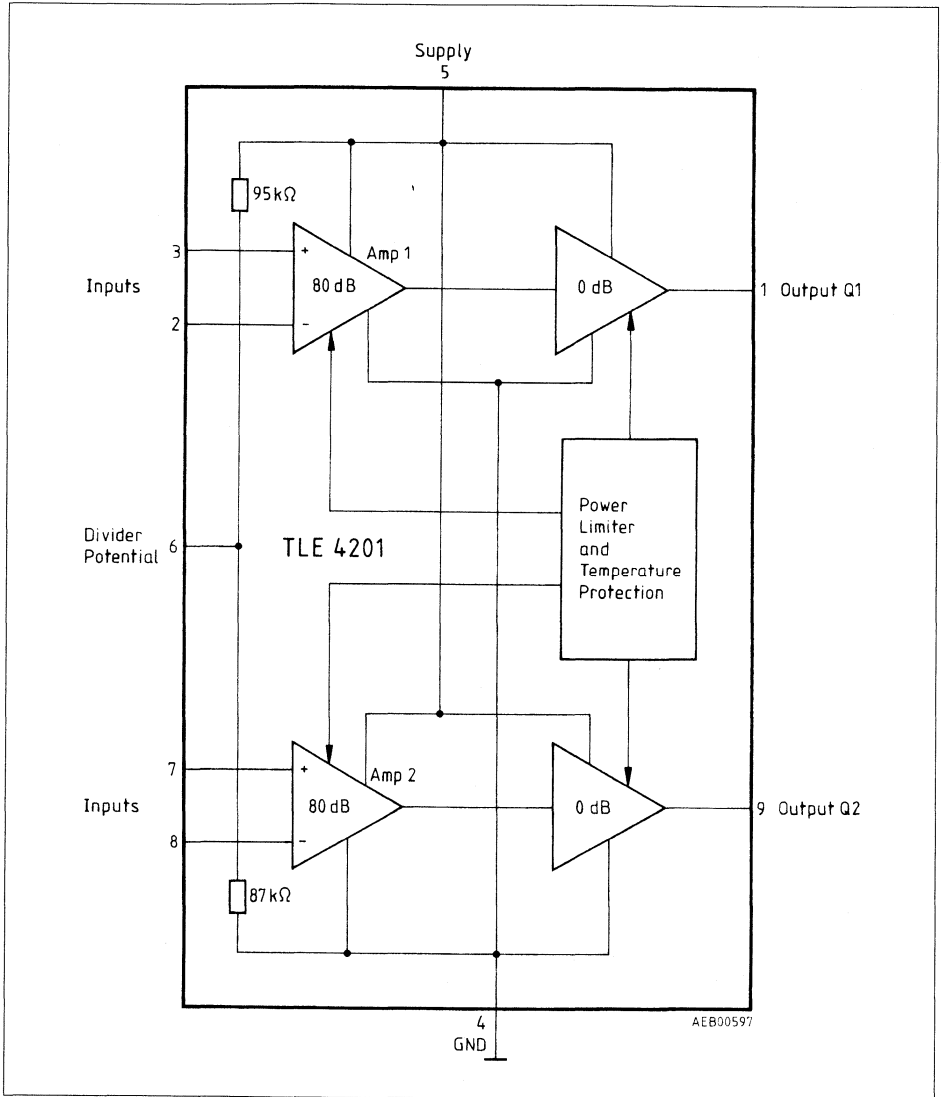 Supply
5
95kΩ
3
+
Amp 1
80 dB
0 dB
1 Output Q1
Inputs
2
-
Power
Limiter
and
Temperature
Protection
Divider
Potential 6
TLE 4201
7
+
Amp 2
80 dB
0 dB
9 Output Q2
Inputs
8
-
87kΩ
4
GND
AEB00597